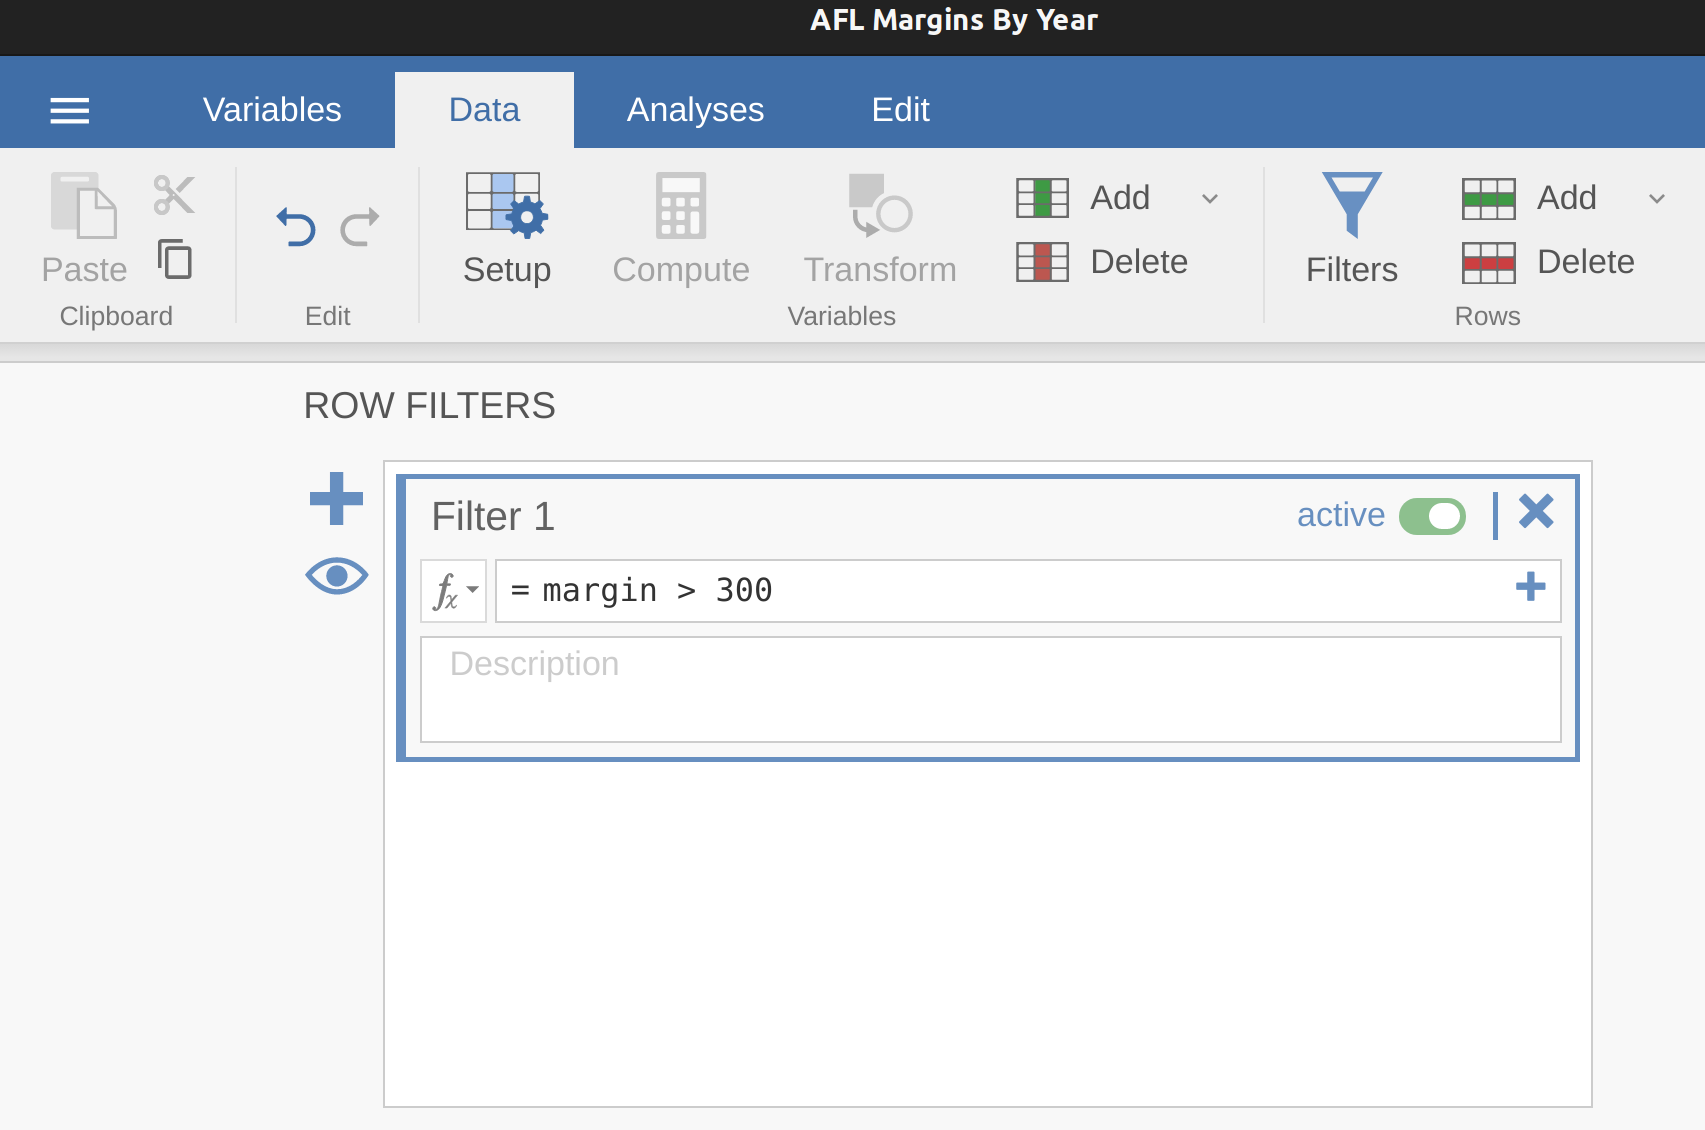 AFL Margins By Year
Variables Data Analyses Edit
Paste Setup Compute Transform Add Delete Filters Add Delete
Clipboard Edit Variables Rows
ROW FILTERS
Filter 1 active
fx = margin > 300
Description